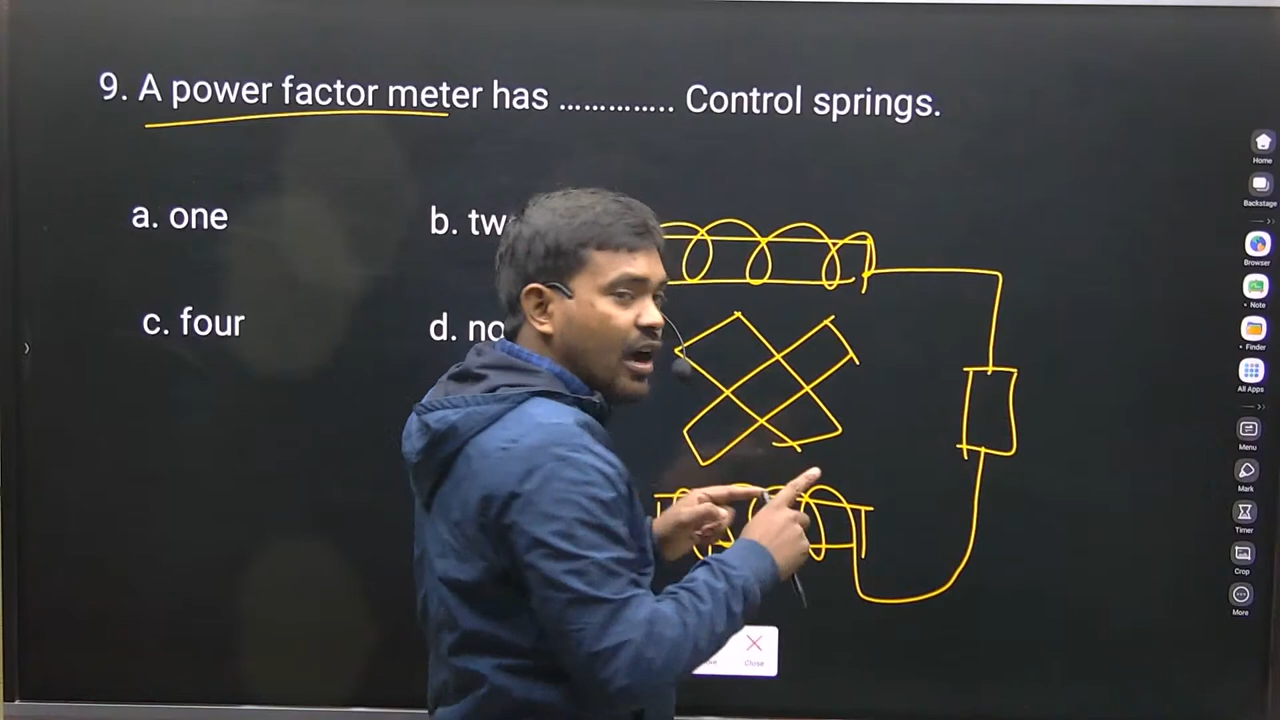 9. A power factor meter has ………….. Control springs.
a. one
b. tw
c. four
d. no
Home
Backstage
Browser
Note
Finder
All Apps
Menu
Mark
Timer
Crop
More
Close